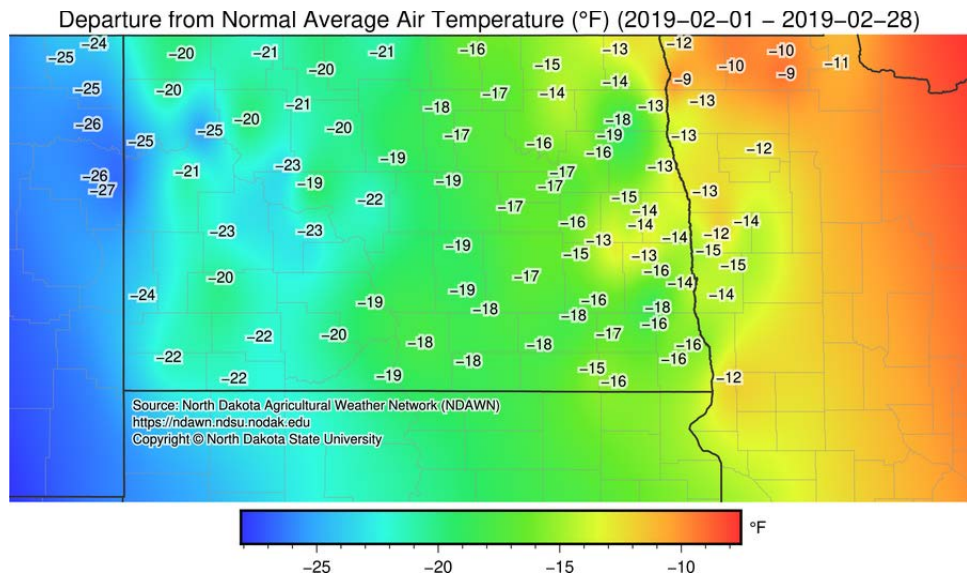 Departure from Normal Average Air Temperature (°F) (2019−02−01 − 2019−02−28)
−24 −12
−25 −20 −21 −20 −21 −16 −15 −13 −10 −10 −9 −11
−25 −20 −21 −18 −17 −14 −14 −13 −9 −13
−26 −25 −25 −20 −20 −17 −16 −18 −19 −16 −13 −12
−26 −27 −21 −23 −19 −19 −22 −19 −17 −17 −13 −13
−17 −15 −14 −14
−23 −23 −19 −16 −13 −15 −14 −13 −12 −14 −15
−20 −17 −16 −15
−24 −19 −19 −18 −16 −18 −14 −14
−22 −20 −18 −18 −17 −18 −16 −16
−22 −18 −16
−22 −19 −15 −16 −12
Source: North Dakota Agricultural Weather Network (NDAWN)
https://ndawn.ndsu.nodak.edu
Copyright © North Dakota State University
°F
−25 −20 −15 −10